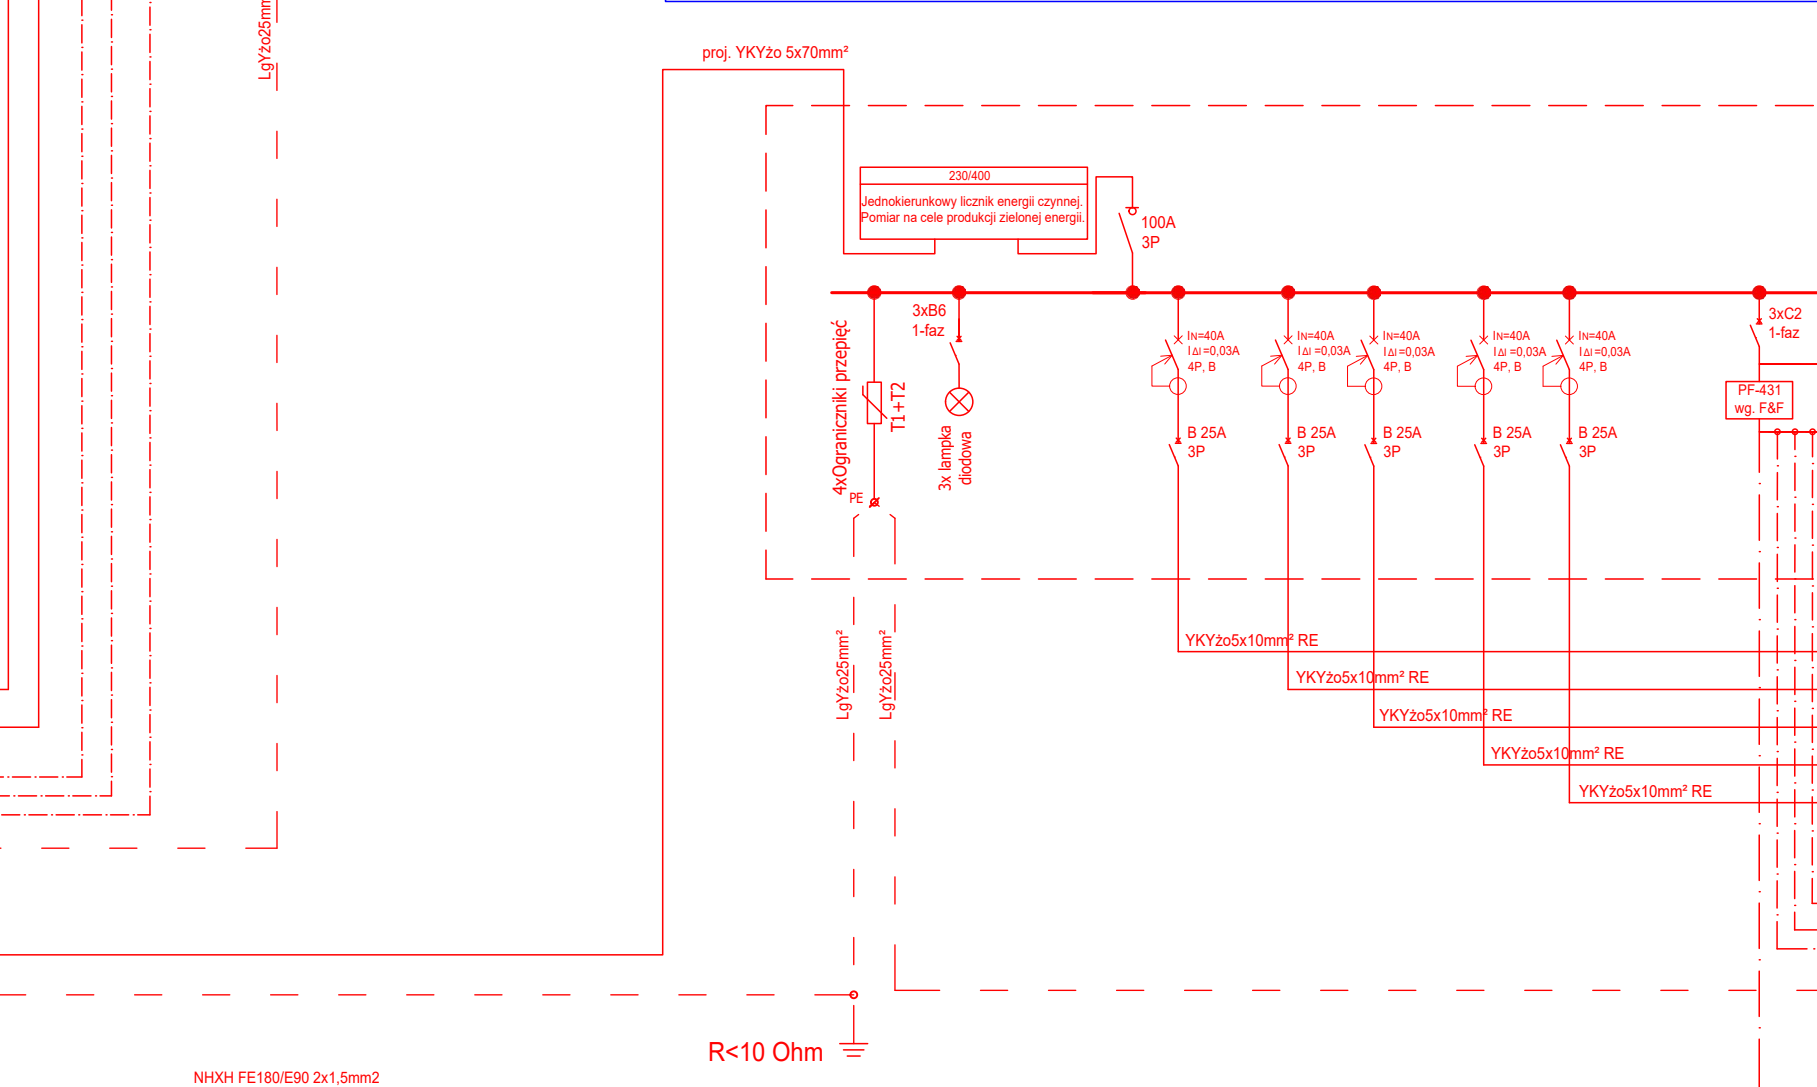 LgYżo25mm
proj. YKYżo 5x70mm²
230/400
Jednokierunkowy licznik energii czynnej.
Pomiar na cele produkcji zielonej energii.
100A
3P
4xOgraniczniki przepięć
T1+T2
PE
3xB6
1-faz
3x lampka
diodowa
IN=40A
IΔI=0,03A
4P, B
B 25A
3P
IN=40A
IΔI=0,03A
4P, B
B 25A
3P
IN=40A
IΔI=0,03A
4P, B
B 25A
3P
IN=40A
IΔI=0,03A
4P, B
B 25A
3P
IN=40A
IΔI=0,03A
4P, B
B 25A
3P
3xC2
1-faz
PF-431
wg. F&F
LgYżo25mm²
LgYżo25mm²
YKYżo5x10mm² RE
YKYżo5x10mm² RE
YKYżo5x10mm² RE
YKYżo5x10mm² RE
YKYżo5x10mm² RE
R<10 Ohm
NHXH FE180/E90 2x1,5mm2